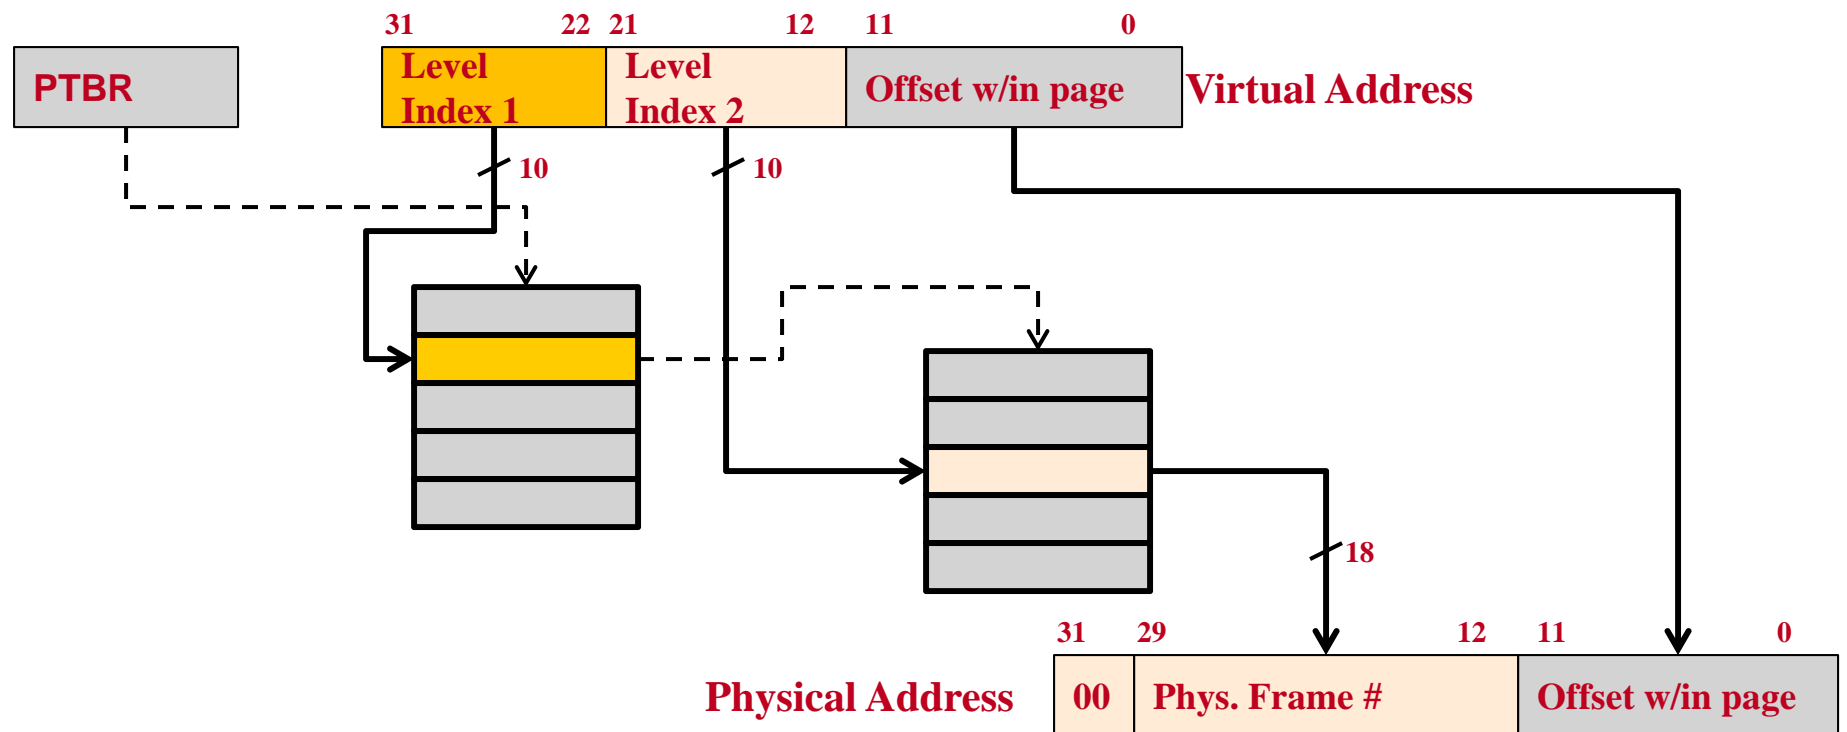 31 22 21 12 11 0
PTBR
Level
Index 1
Level
Index 2
Offset w/in page
Virtual Address
10
10
18
31 29 12 11 0
Physical Address
00
Phys. Frame #
Offset w/in page